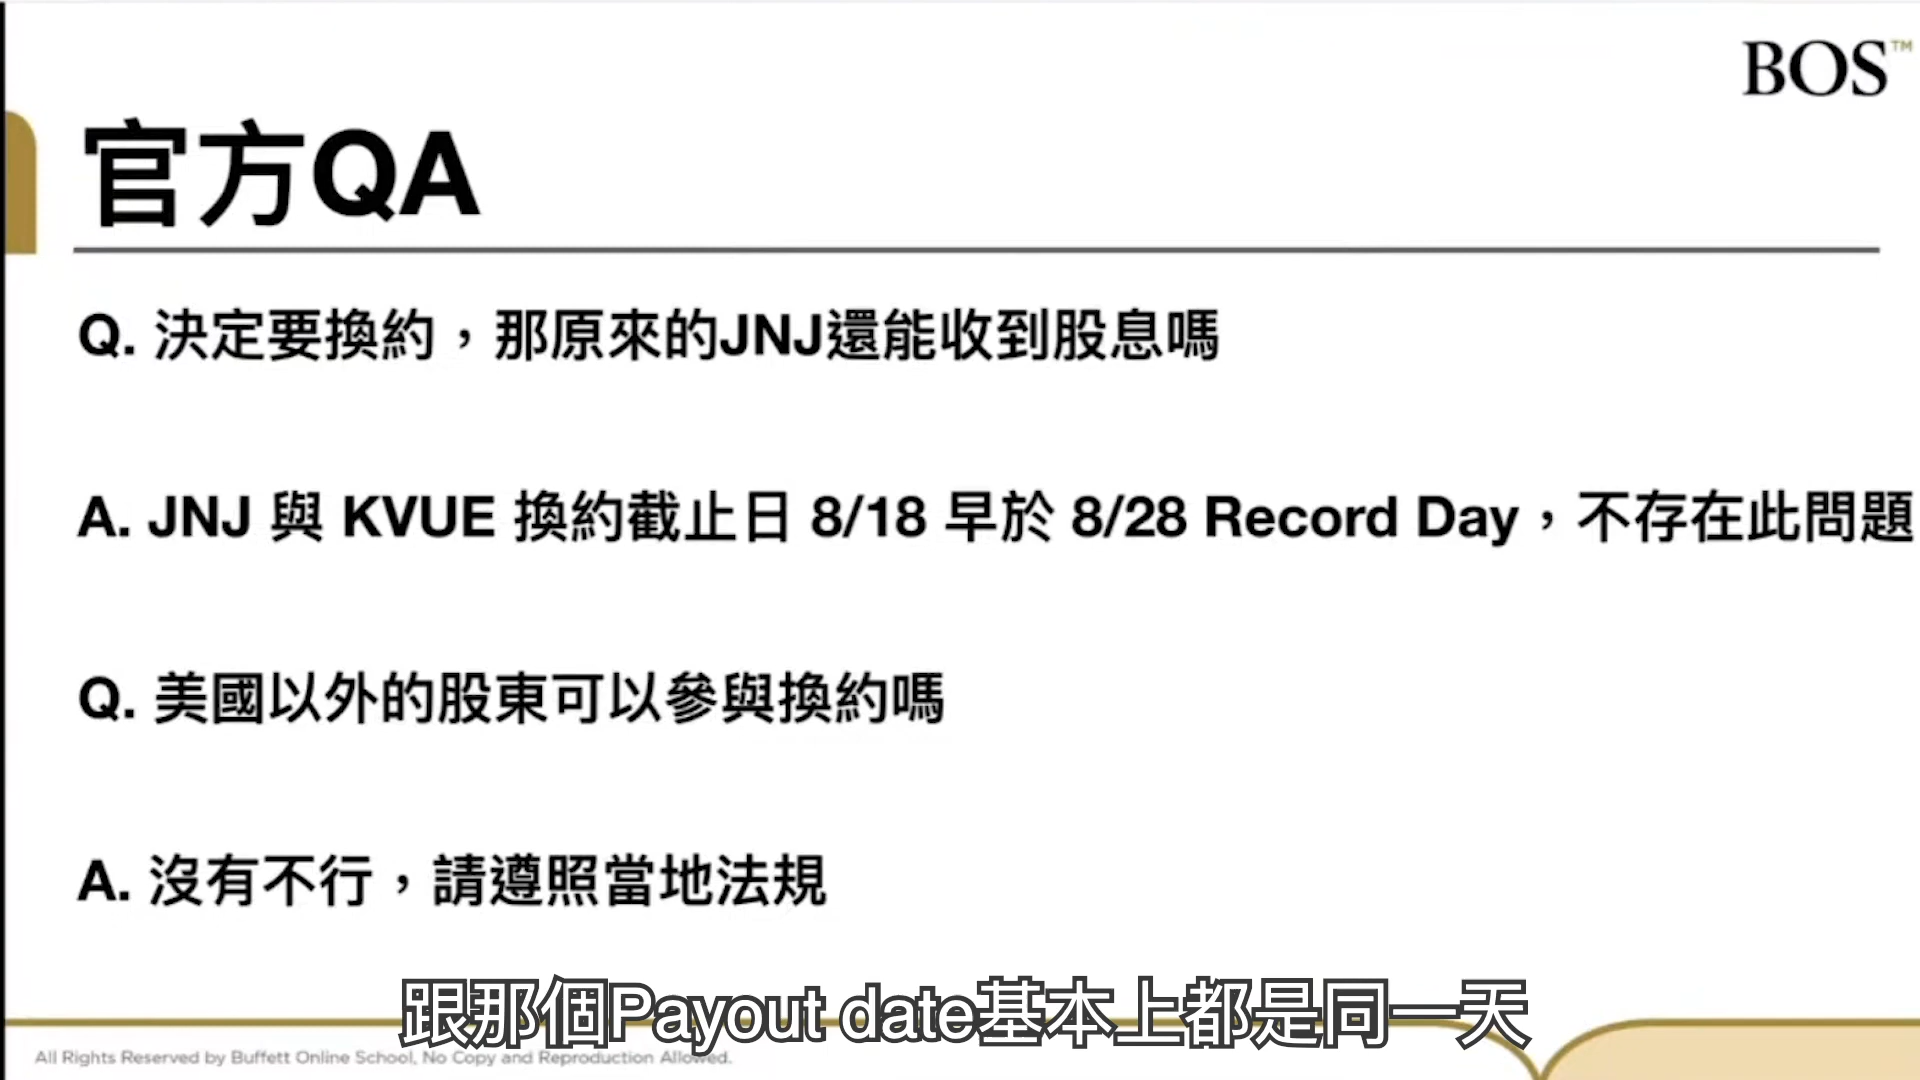 BOS™
官方QA
Q. 決定要換約，那原來的JNJ還能收到股息嗎
A. JNJ 與 KVUE 換約截止日 8/18 早於 8/28 Record Day，不存在此問題
Q. 美國以外的股東可以參與換約嗎
A. 沒有不行，請遵照當地法規
跟那個Payout date基本上都是同一天
All Rights Reserved by Buffett Online School, No Copy and Reproduction Allowed.